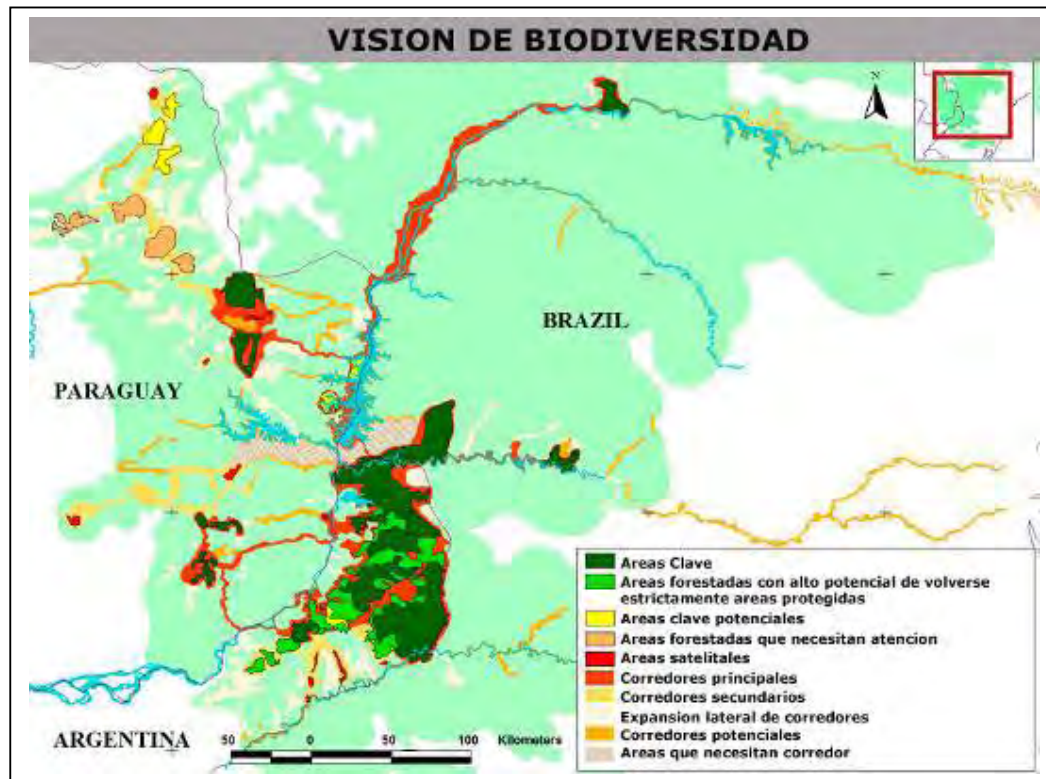 VISION DE BIODIVERSIDAD
N
BRAZIL
PARAGUAY
ARGENTINA
50 0 50 100 Kilometers
Areas Clave
Areas forestadas con alto potencial de volverse
estrictamente areas protegidas
Areas clave potenciales
Areas forestadas que necesitan atencion
Areas satelitales
Corredores principales
Corredores secundarios
Expansion lateral de corredores
Corredores potenciales
Areas que necesitan corredor